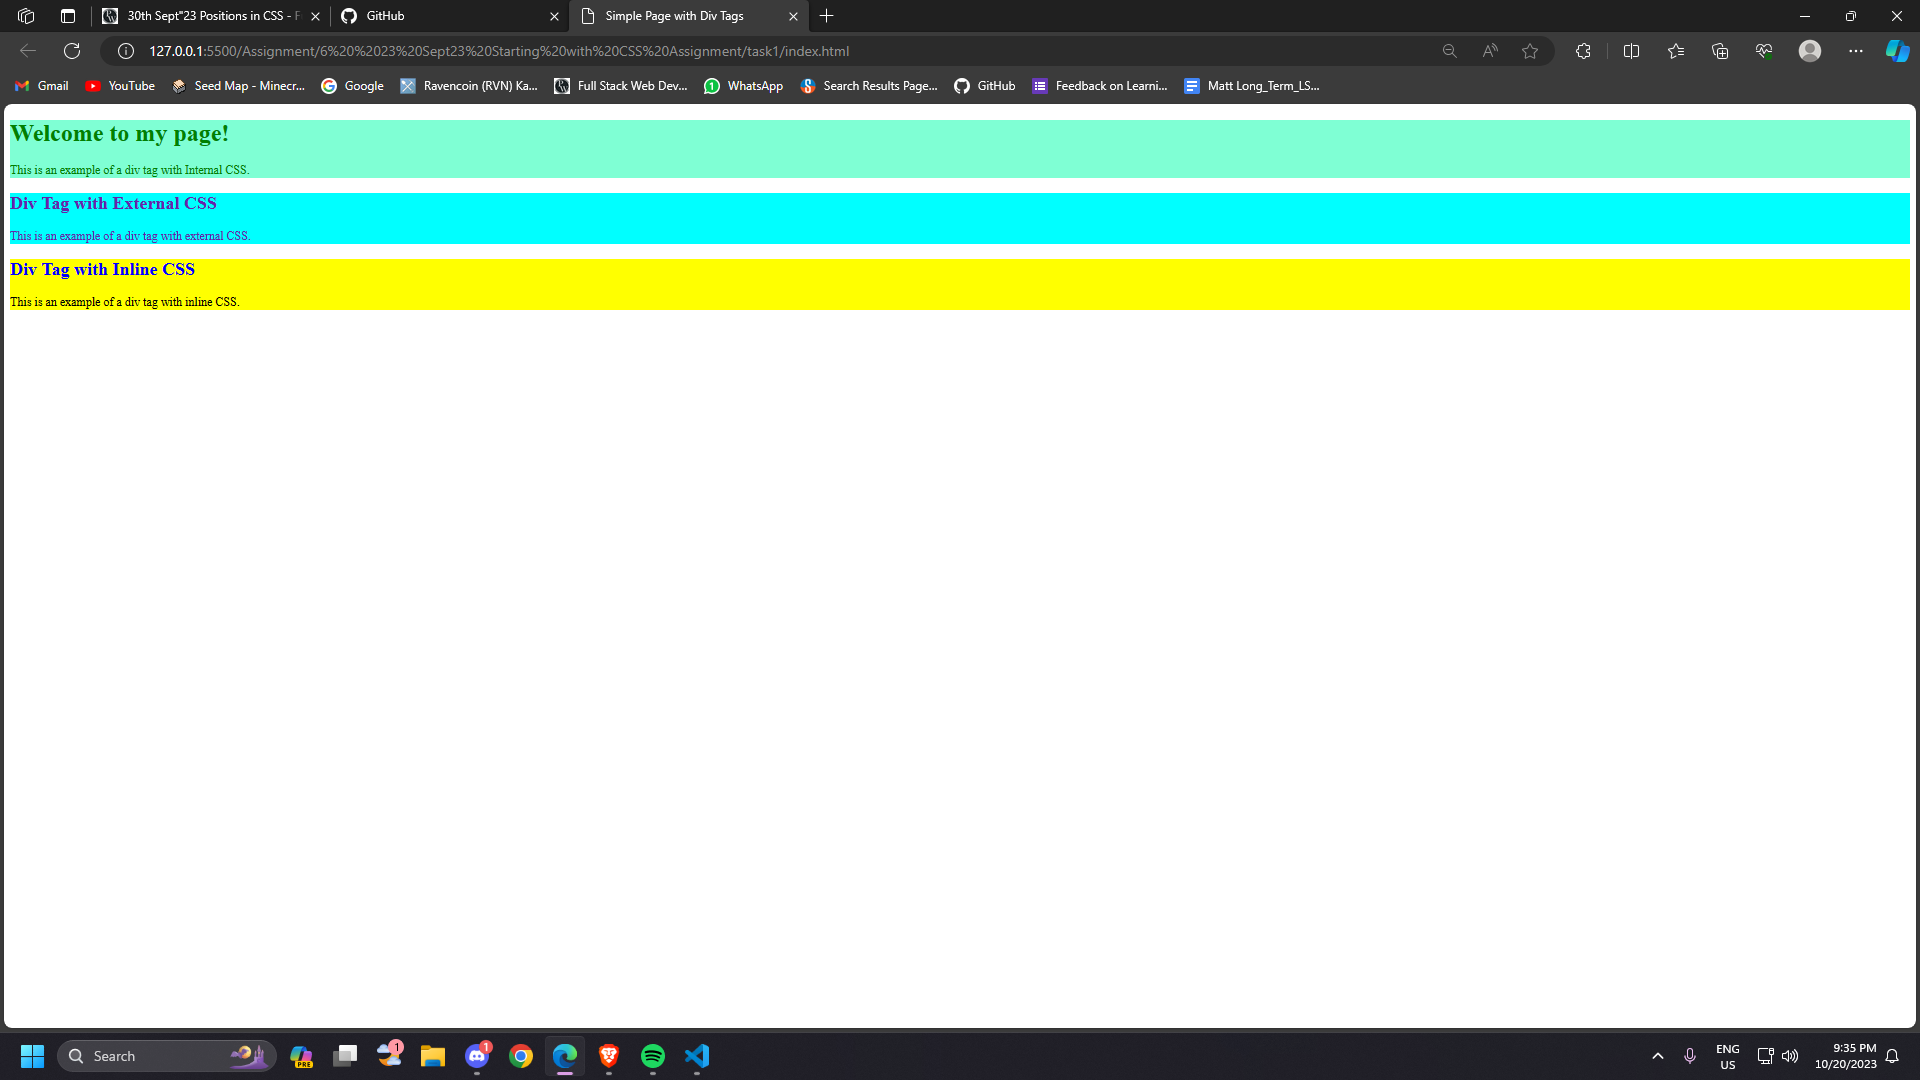 30th Sept"23 Positions in CSS - F
GitHub
Simple Page with Div Tags
127.0.0.1:5500/Assignment/6%20%2023%20Sept23%20Starting%20with%20CSS%20Assignment/task1/index.html
Gmail
YouTube
Seed Map - Minecr...
Google
Ravencoin (RVN) Ka...
Full Stack Web Dev...
WhatsApp
Search Results Page...
GitHub
Feedback on Learni...
Matt Long_Term_LS...
Welcome to my page!
This is an example of a div tag with Internal CSS.
Div Tag with External CSS
This is an example of a div tag with external CSS.
Div Tag with Inline CSS
This is an example of a div tag with inline CSS.
Search
PRE
1
1
ENG
US
9:35 PM
10/20/2023